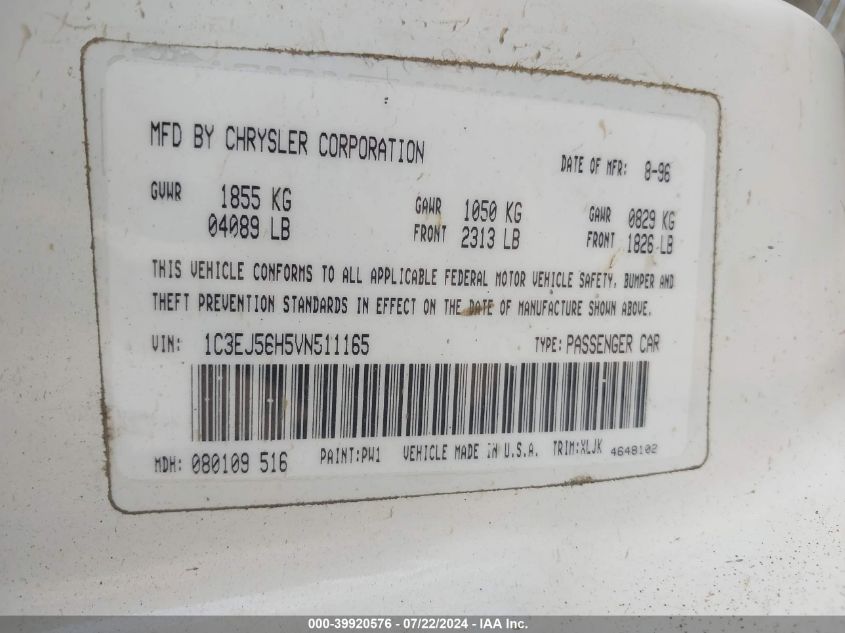 MFD BY CHRYSLER CORPORATION DATE OF MFR: 8-96
GVWR 1855 KG GAWR 1050 KG GAWR 0829 KG
04089 LB FRONT 2313 LB FRONT 1826 LB
THIS VEHICLE CONFORMS TO ALL APPLICABLE FEDERAL MOTOR VEHICLE SAFETY, BUMPER AND
THEFT PREVENTION STANDARDS IN EFFECT ON THE DATE OF MANUFACTURE SHOWN ABOVE.
VIN: 1C3EJ56H5VN511165 TYPE: PASSENGER CAR
MDH: 080109 516 PAINT:PW1 VEHICLE MADE IN U.S.A. TRIM:XLJK 4648102
000-39920576 - 07/22/2024 - IAA Inc.